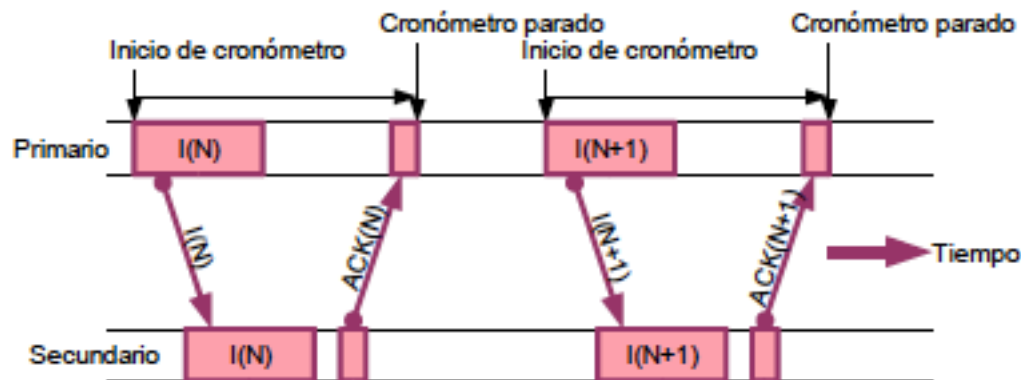 Cronómetro parado
Cronómetro parado
Inicio de cronómetro
Inicio de cronómetro
Primario
I(N)
I(N+1)
I(N)
ACK(N)
I(N+1)
ACK(N+1)
Tiempo
Secundario
I(N)
I(N+1)